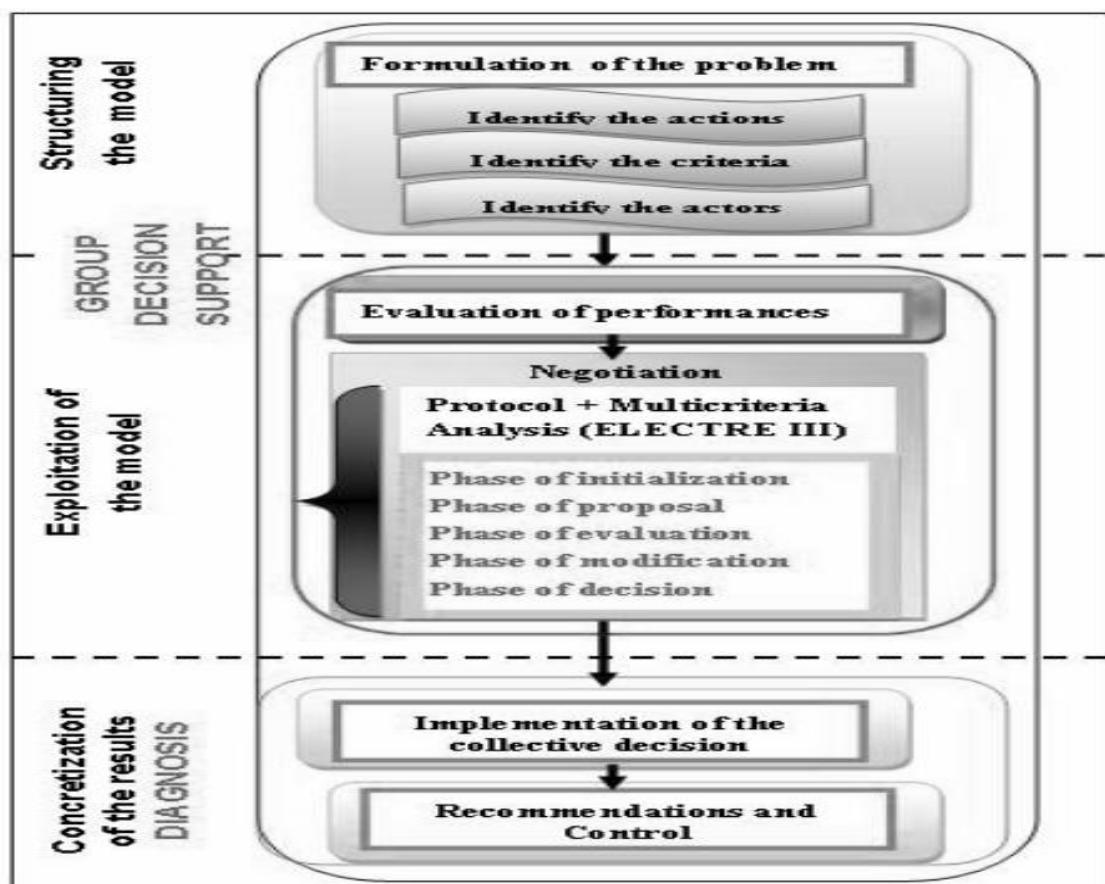 Structuring
the model
Formulation of the problem
Identify the actions
Identify the criteria
Identify the actors
GROUP
DECISION
SUPPORT
Exploitation of
the model
Evaluation of performances
Negotiation
Protocol + Multicriteria
Analysis (ELECTRE III)
Phase of initialization
Phase of proposal
Phase of evaluation
Phase of modification
Phase of decision
Concretization
of the results
DIAGNOSIS
Implementation of the
collective decision
Recommendations and
Control